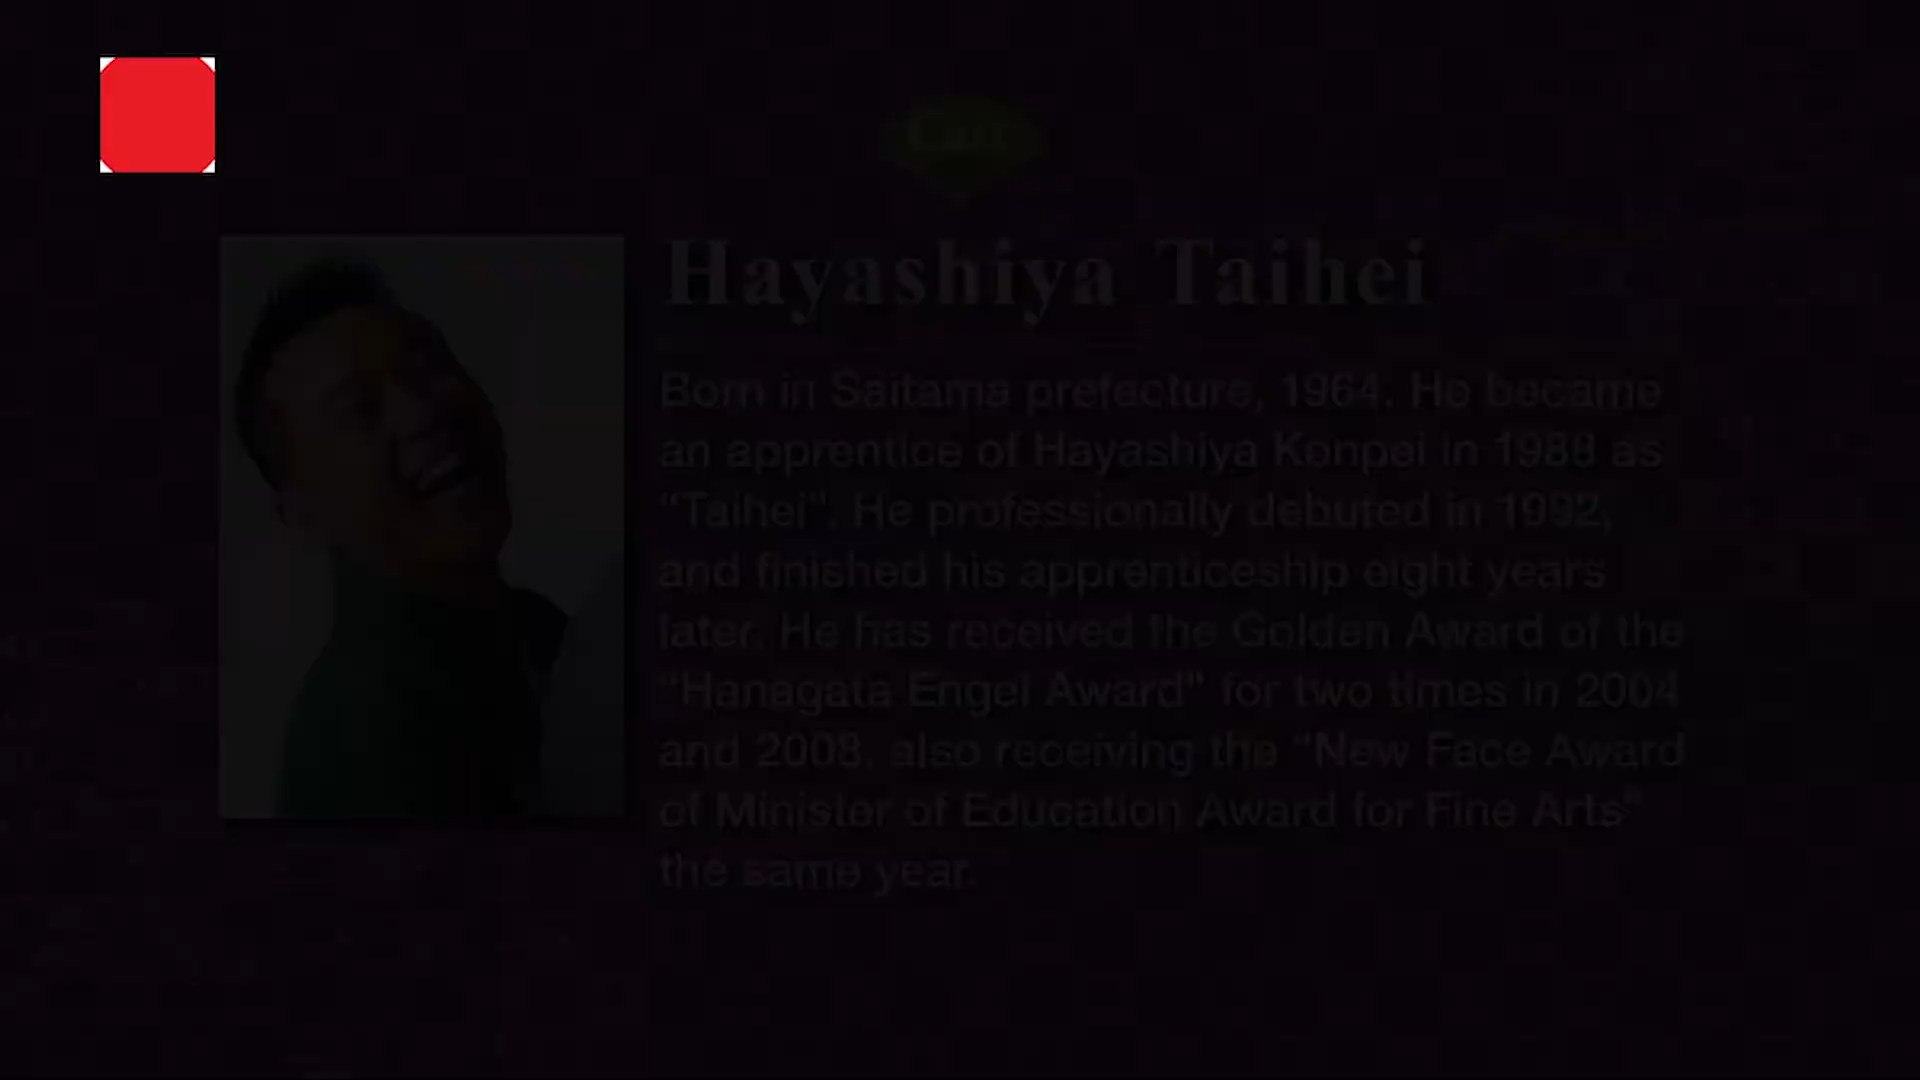 Cast
Hayashiya Taihei
Born in Saitama prefecture, 1964. He became
an apprentice of Hayashiya Konpei in 1988 as
"Taihei". He professionally debuted in 1992,
and finished his apprenticeship eight years
later. He has received the Golden Award of the
"Hanagata Engel Award" for two times in 2004
and 2008, also receiving the "New Face Award
of Minister of Education Award for Fine Arts"
the same year.